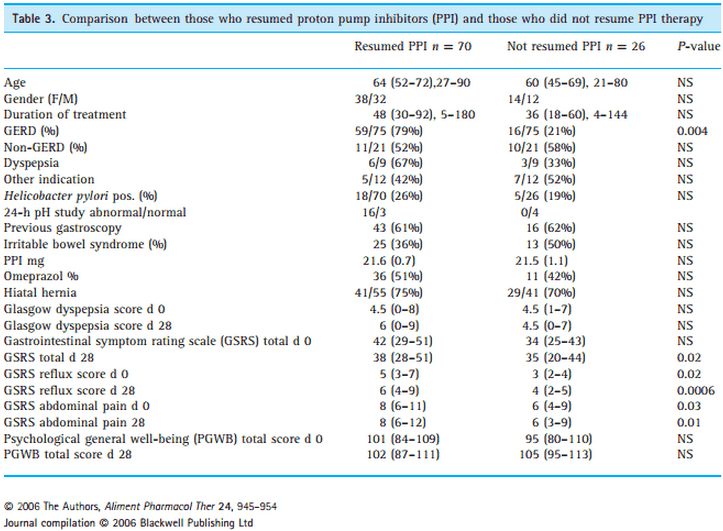 Table 3. Comparison between those who resumed proton pump inhibitors (PPI) and those who did not resume PPI therapy
Resumed PPI n = 70 Not resumed PPI n = 26 P-value
Age 64 (52–72),27–90 60 (45–69), 21–80 NS
Gender (F/M) 38/32 14/12 NS
Duration of treatment 48 (30–92), 5–180 36 (18–60), 4–144 NS
GERD (%) 59/75 (79%) 16/75 (21%) 0.004
Non-GERD (%) 11/21 (52%) 10/21 (58%) NS
Dyspepsia 6/9 (67%) 3/9 (33%) NS
Other indication 5/12 (42%) 7/12 (52%) NS
Helicobacter pylori pos. (%) 18/70 (26%) 5/26 (19%) NS
24-h pH study abnormal/normal 16/3 0/4
Previous gastroscopy 43 (61%) 16 (62%) NS
Irritable bowel syndrome (%) 25 (36%) 13 (50%) NS
PPI mg 21.6 (0.7) 21.5 (1.1) NS
Omeprazol % 36 (51%) 11 (42%) NS
Hiatal hernia 41/55 (75%) 29/41 (70%) NS
Glasgow dyspepsia score d 0 4.5 (0–8) 4.5 (1–7) NS
Glasgow dyspepsia score d 28 6 (0–9) 4.5 (0–7) NS
Gastrointestinal symptom rating scale (GSRS) total d 0 42 (29–51) 34 (25–43) NS
GSRS total d 28 38 (28–51) 35 (20–44) 0.02
GSRS reflux score d 0 5 (3–7) 3 (2–4) 0.02
GSRS reflux score d 28 6 (4–9) 4 (2–5) 0.0006
GSRS abdominal pain d 0 8 (6–11) 6 (4–9) 0.03
GSRS abdominal pain 28 8 (6–12) 6 (3–9) 0.01
Psychological general well-being (PGWB) total score d 0 101 (84–109) 95 (80–110) NS
PGWB total score d 28 102 (87–111) 105 (95–113) NS
© 2006 The Authors, Aliment Pharmacol Ther 24, 945–954
Journal compilation © 2006 Blackwell Publishing Ltd